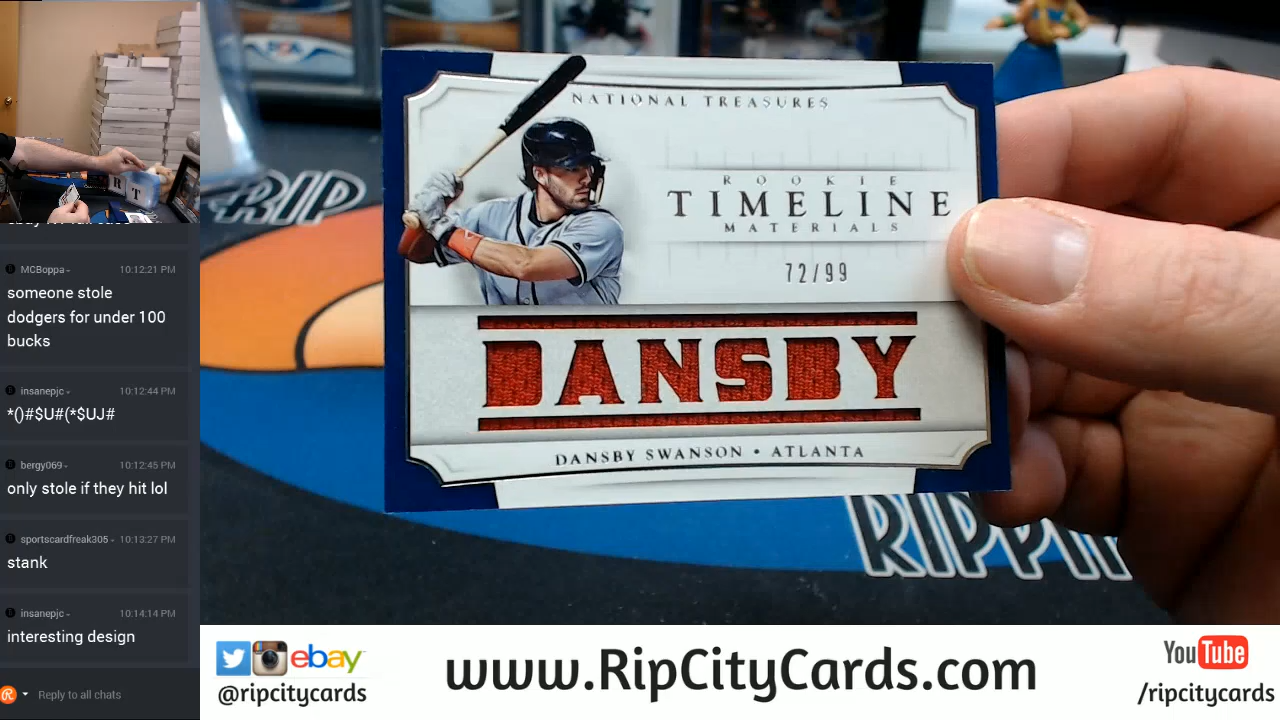 MCBoppa
10:12:21 PM
someone stole
dodgers for under 100
bucks
insanepjc
10:12:44 PM
*()#$U#(*$UJ#
bergy069
10:12:45 PM
only stole if they hit lol
sportscardfreak305
10:13:27 PM
stank
insanepjc
10:14:14 PM
interesting design
Reply to all chats
R T
RIP
NATIONAL TREASURES
ROOKIE
TIMELINE
MATERIALS
72/99
DANSBY
DANSBY SWANSON • ATLANTA
ebay
@ripcitycards
www.RipCityCards.com
YouTube
/ripcitycards